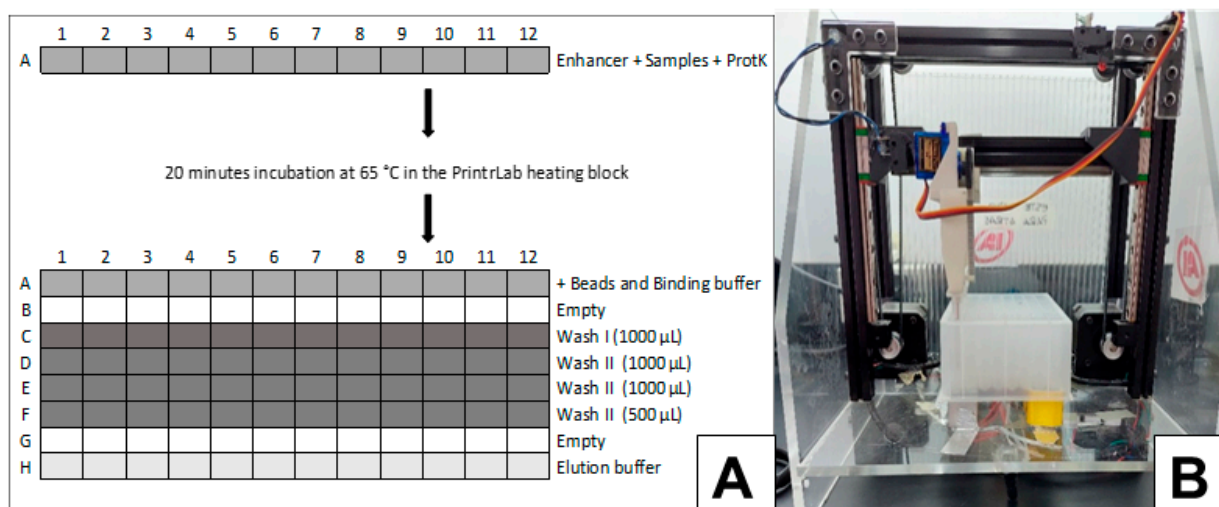 1 2 3 4 5 6 7 8 9 10 11 12
A Enhancer + Samples + ProtK
20 minutes incubation at 65 °C in the PrintrLab heating block
1 2 3 4 5 6 7 8 9 10 11 12
A + Beads and Binding buffer
B Empty
C Wash I (1000 µL)
D Wash II (1000 µL)
E Wash II (1000 µL)
F Wash II (500 µL)
G Empty
H Elution buffer
A
B